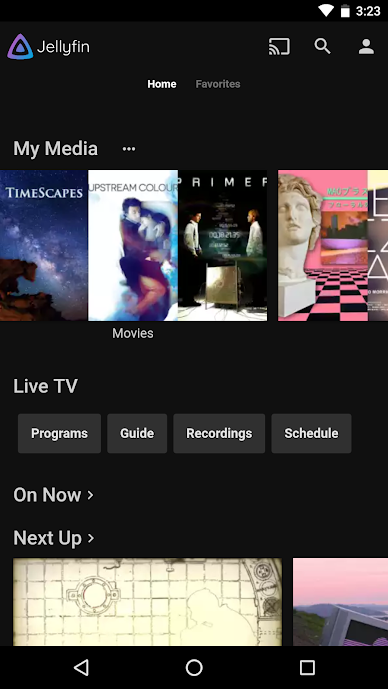 3:23
Jellyfin
Home Favorites
My Media
TIMESCAPES
UPSTREAM COLOUR
PRIMER
Movies
Live TV
Programs Guide Recordings Schedule
On Now
Next Up